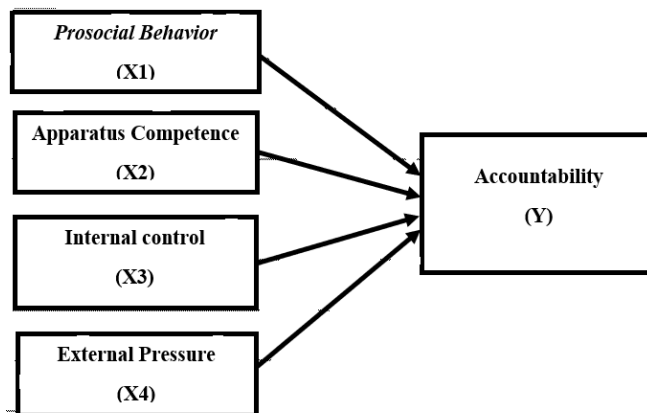 Prosocial Behavior
(X1)
Apparatus Competence
(X2)
Internal control
(X3)
External Pressure
(X4)
Accountability
(Y)